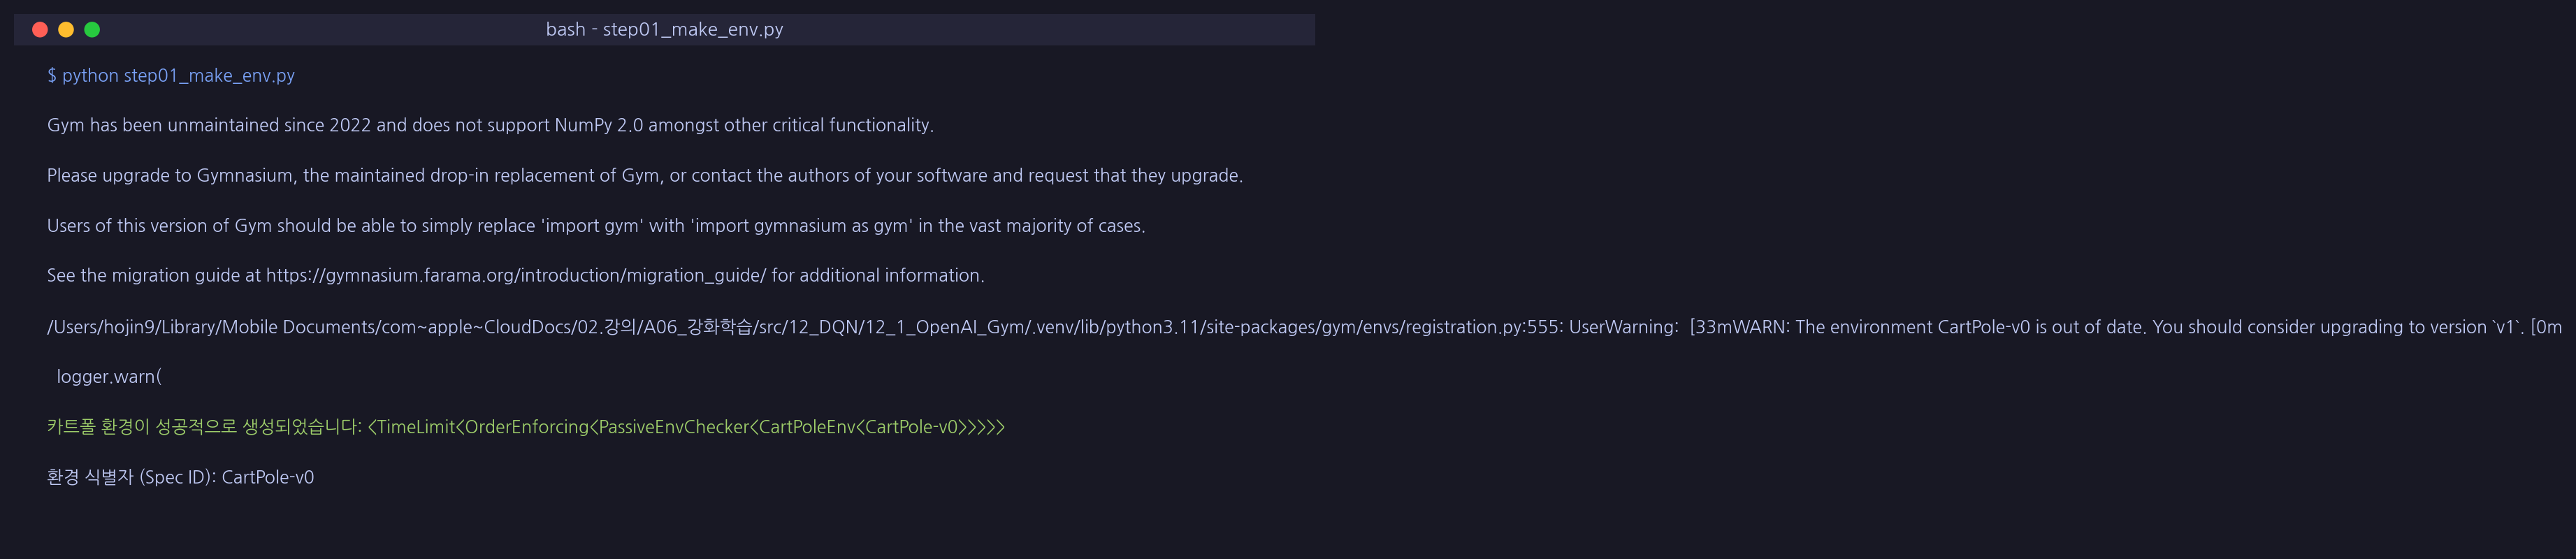 bash - step01_make_env.py
$ python step01_make_env.py
Gym has been unmaintained since 2022 and does not support NumPy 2.0 amongst other critical functionality.
Please upgrade to Gymnasium, the maintained drop-in replacement of Gym, or contact the authors of your software and request that they upgrade.
Users of this version of Gym should be able to simply replace 'import gym' with 'import gymnasium as gym' in the vast majority of cases.
See the migration guide at https://gymnasium.farama.org/introduction/migration_guide/ for additional information.
/Users/hojin9/Library/Mobile Documents/com~apple~CloudDocs/02.강의/A06_강화학습/src/12_DQN/12_1_OpenAI_Gym/.venv/lib/python3.11/site-packages/gym/envs/registration.py:555: UserWarning:  [33mWARN: The environment CartPole-v0 is out of date. You should consider upgrading to version `v1`. [0m
logger.warn(
카트폴 환경이 성공적으로 생성되었습니다: <TimeLimit<OrderEnforcing<PassiveEnvChecker<CartPoleEnv<CartPole-v0>>>>>
환경 식별자 (Spec ID): CartPole-v0